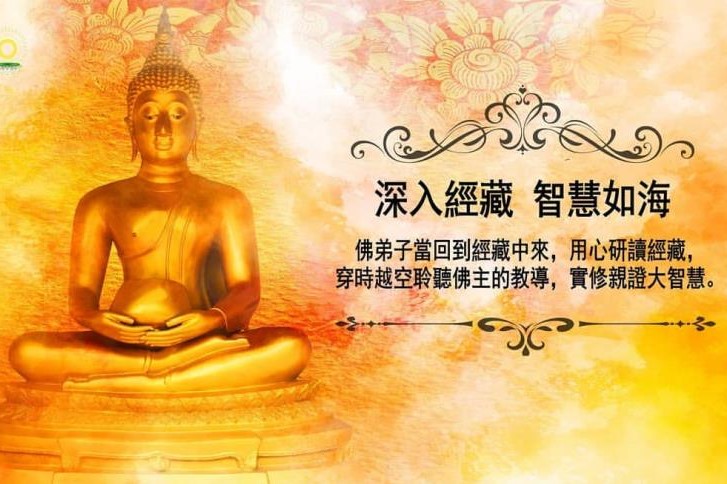 深入經藏 智慧如海
佛弟子當回到經藏中來，用心研讀經藏，
穿時越空聆聽佛主的教導，實修親證大智慧。